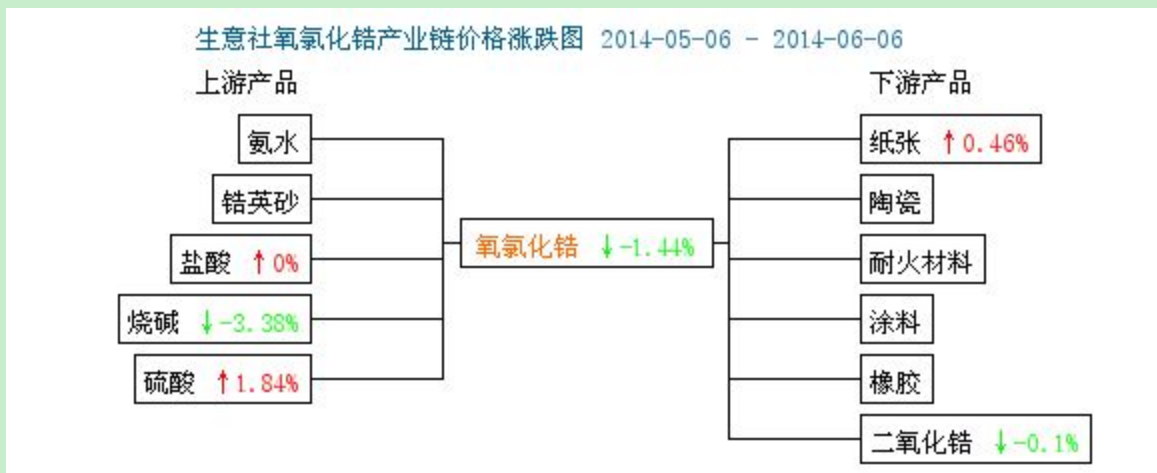 生意社氧氯化锆产业链价格涨跌图 2014-05-06 - 2014-06-06
上游产品
下游产品
氨水
纸张 ↑0.46%
锆英砂
陶瓷
氧氯化锆 ↓-1.44%
盐酸 ↑0%
耐火材料
烧碱 ↓-3.38%
涂料
硫酸 ↑1.84%
橡胶
二氧化锆 ↓-0.1%